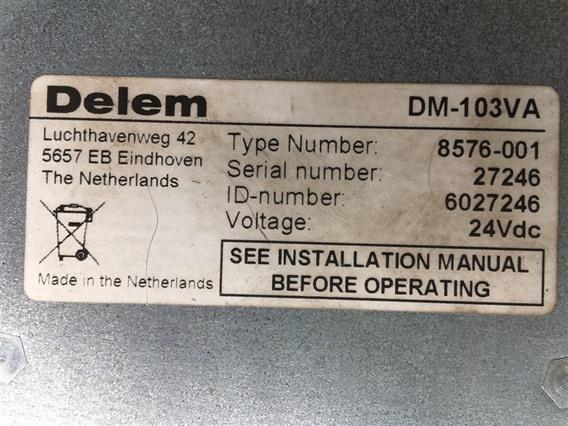 Delem DM-103VA
Luchthavenweg 42
5657 EB Eindhoven
The Netherlands
Type Number: 8576-001
Serial number: 27246
ID-number: 6027246
Voltage: 24Vdc
SEE INSTALLATION MANUAL
BEFORE OPERATING
Made in the Netherlands